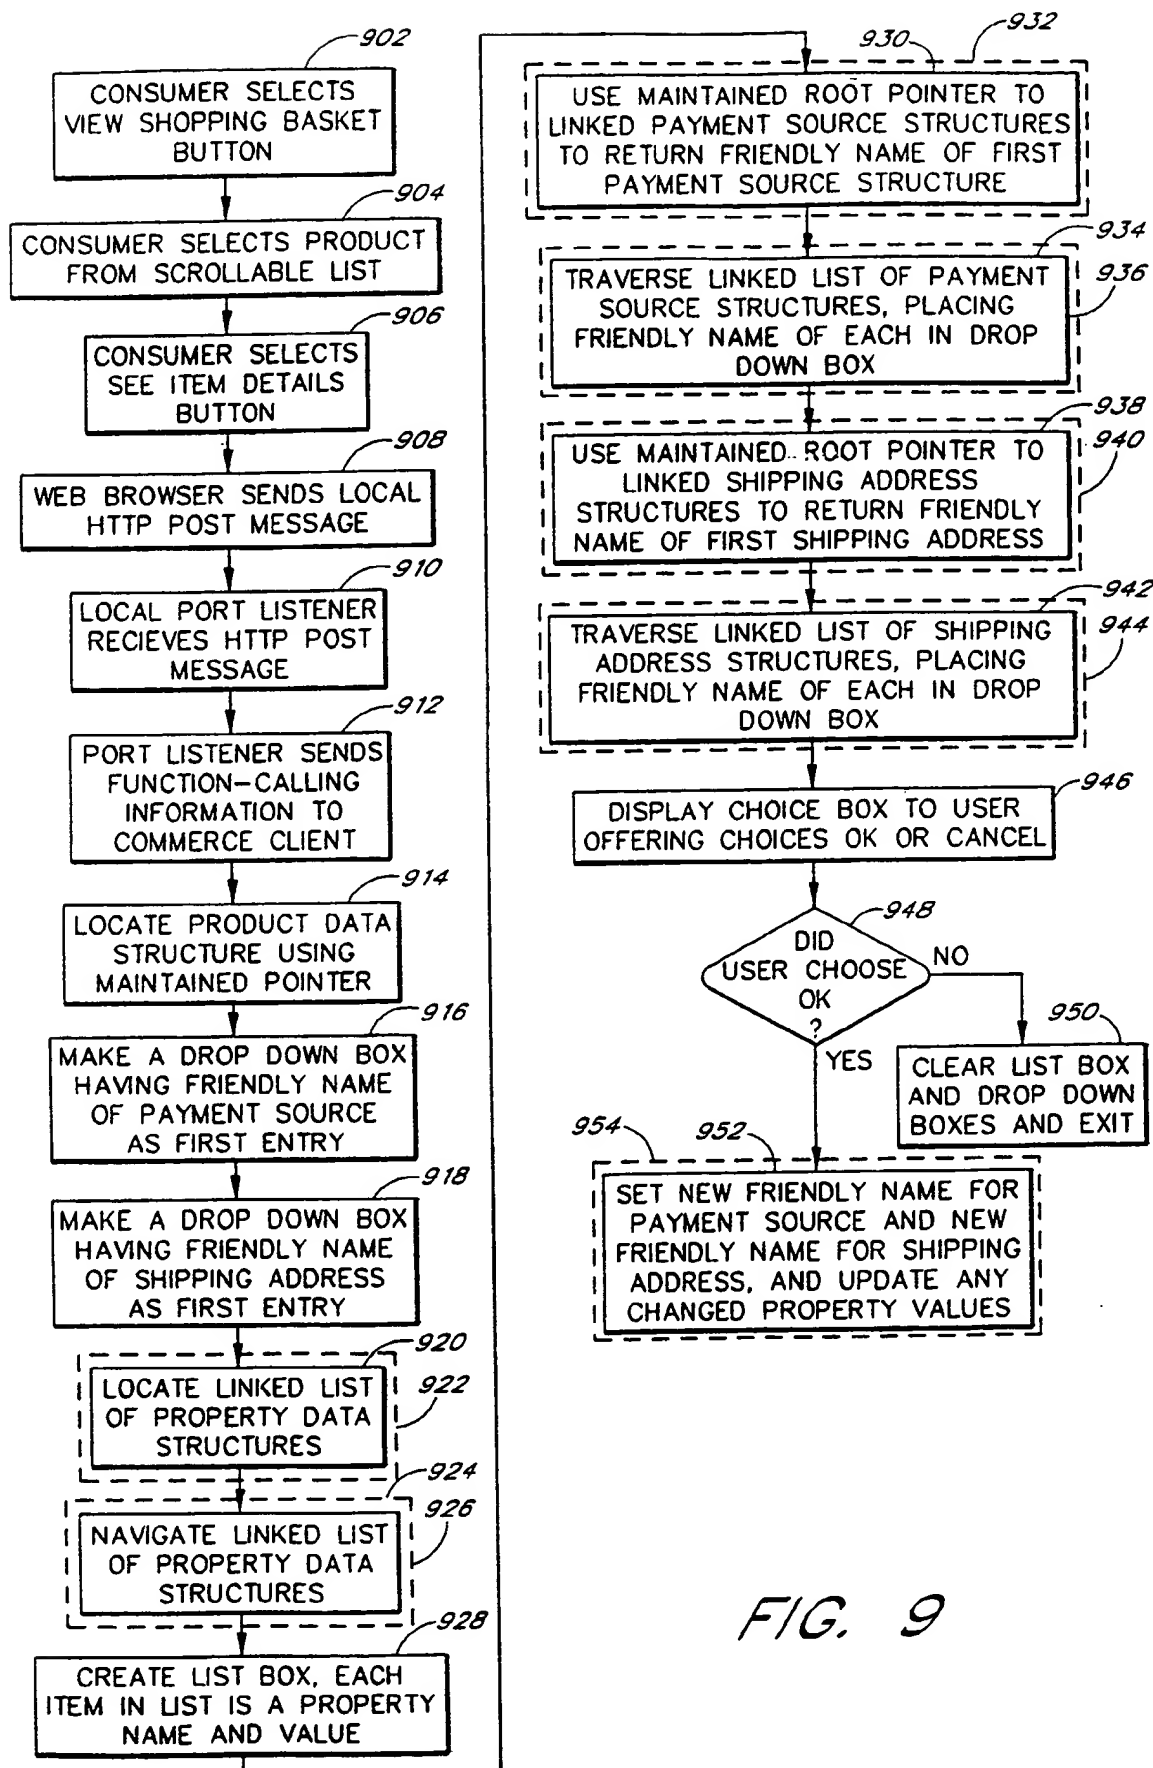 902
CONSUMER SELECTS
VIEW SHOPPING BASKET
BUTTON
904
CONSUMER SELECTS PRODUCT
FROM SCROLLABLE LIST
906
CONSUMER SELECTS
SEE ITEM DETAILS
BUTTON
908
WEB BROWSER SENDS LOCAL
HTTP POST MESSAGE
910
LOCAL PORT LISTENER
RECIEVES HTTP POST
MESSAGE
912
PORT LISTENER SENDS
FUNCTION-CALLING
INFORMATION TO
COMMERCE CLIENT
914
LOCATE PRODUCT DATA
STRUCTURE USING
MAINTAINED POINTER
916
MAKE A DROP DOWN BOX
HAVING FRIENDLY NAME
OF PAYMENT SOURCE
AS FIRST ENTRY
918
MAKE A DROP DOWN BOX
HAVING FRIENDLY NAME
OF SHIPPING ADDRESS
AS FIRST ENTRY
920
922
LOCATE LINKED LIST
OF PROPERTY DATA
STRUCTURES
924
926
NAVIGATE LINKED LIST
OF PROPERTY DATA
STRUCTURES
928
CREATE LIST BOX, EACH
ITEM IN LIST IS A PROPERTY
NAME AND VALUE
930
932
USE MAINTAINED ROOT POINTER TO
LINKED PAYMENT SOURCE STRUCTURES
TO RETURN FRIENDLY NAME OF FIRST
PAYMENT SOURCE STRUCTURE
934
936
TRAVERSE LINKED LIST OF PAYMENT
SOURCE STRUCTURES, PLACING
FRIENDLY NAME OF EACH IN DROP
DOWN BOX
938
940
USE MAINTAINED ROOT POINTER TO
LINKED SHIPPING ADDRESS
STRUCTURES TO RETURN FRIENDLY
NAME OF FIRST SHIPPING ADDRESS
942
944
TRAVERSE LINKED LIST OF SHIPPING
ADDRESS STRUCTURES, PLACING
FRIENDLY NAME OF EACH IN DROP
DOWN BOX
946
DISPLAY CHOICE BOX TO USER
OFFERING CHOICES OK OR CANCEL
948
DID
USER CHOOSE
OK
?
NO
YES
950
CLEAR LIST BOX
AND DROP DOWN
BOXES AND EXIT
954
952
SET NEW FRIENDLY NAME FOR
PAYMENT SOURCE AND NEW
FRIENDLY NAME FOR SHIPPING
ADDRESS, AND UPDATE ANY
CHANGED PROPERTY VALUES
FIG. 9